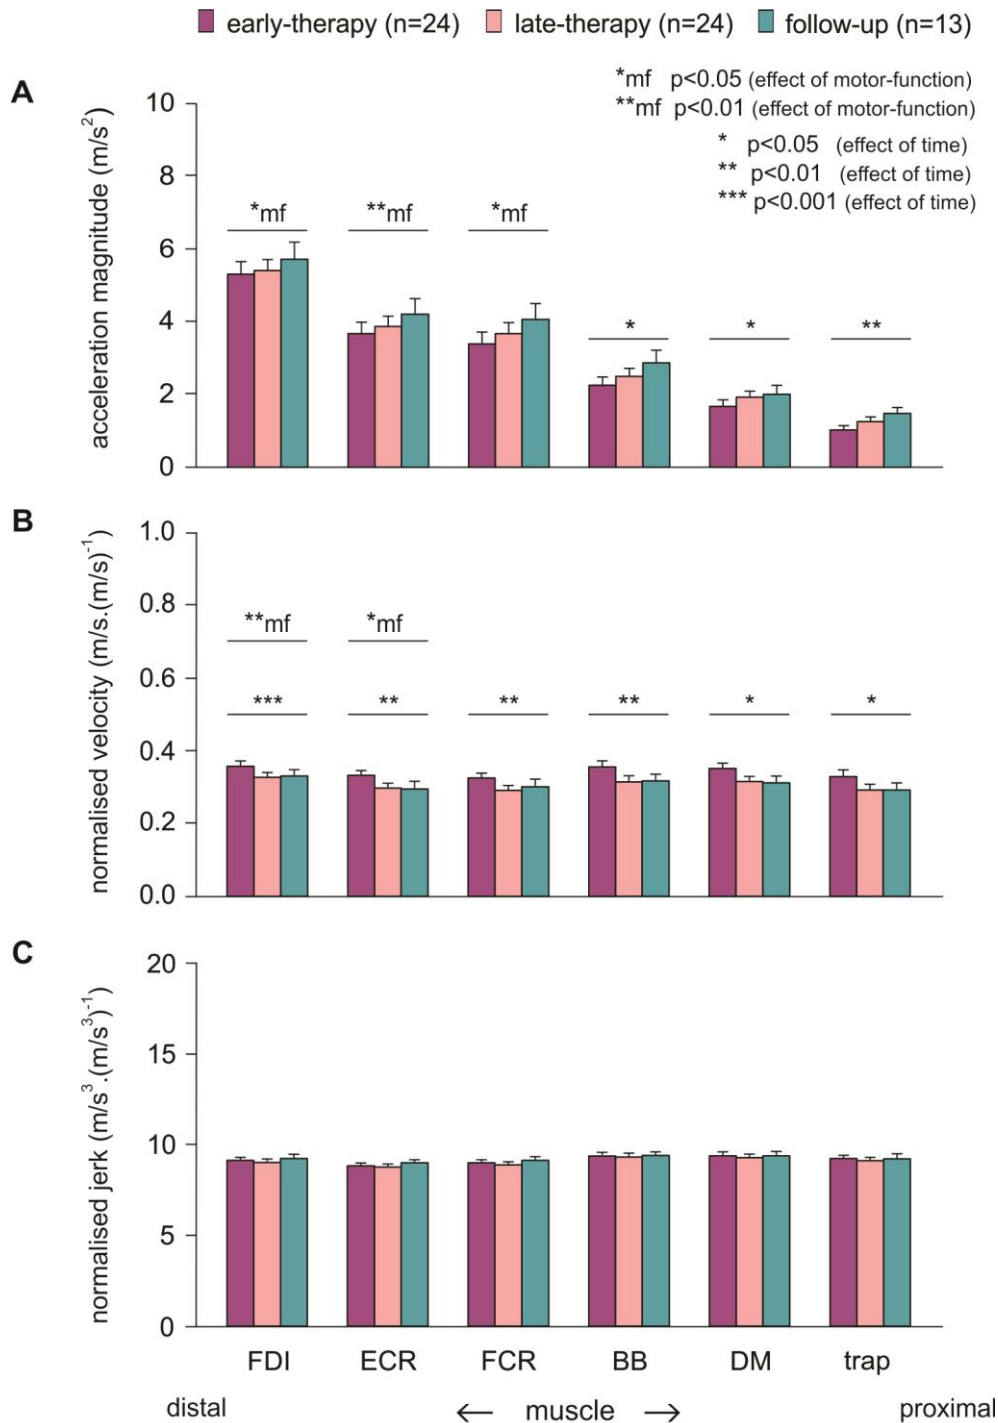 early-therapy (n=24) late-therapy (n=24) follow-up (n=13)
*mf p<0.05 (effect of motor-function)
**mf p<0.01 (effect of motor-function)
* p<0.05 (effect of time)
** p<0.01 (effect of time)
*** p<0.001 (effect of time)
A
acceleration magnitude (m/s²)
10
8
6
4
2
0
*mf **mf *mf
* * **
B
normalised velocity (m/s.(m/s)⁻¹)
1.0
0.8
0.6
0.4
0.2
0.0
**mf *mf
*** ** ** ** * *
C
normalised jerk (m/s³.(m/s³)⁻¹)
20
15
10
5
0
FDI ECR FCR BB DM trap
distal ← muscle → proximal